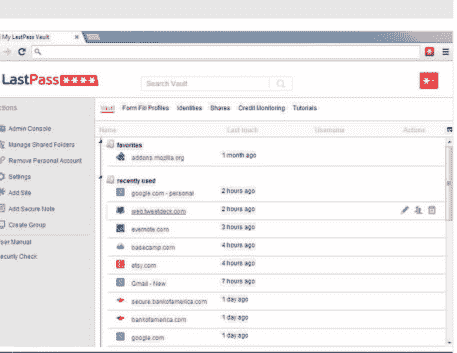 My LastPass Vault
LastPass ****
Search Vault
ctions
Admin Console
Manage Shared Folders
Remove Personal Account
Settings
Add Site
Add Secure Note
Create Group
ser Manual
ecurity Check
Vault Form Fill Profiles Identities Shares Credit Monitoring Tutorials
Name Last touch Username Actions
favorites
addons.mozilla.org 1 month ago
recently used
google.com - personal 2 hours ago
web.tweetdeck.com 2 hours ago
evernote.com 3 hours ago
basecamp.com 4 hours ago
etsy.com 4 hours ago
Gmail - New 7 hours ago
secure.bankofamerica.com 1 day ago
bankofamerica.com 1 day ago
google.com 1 day ago